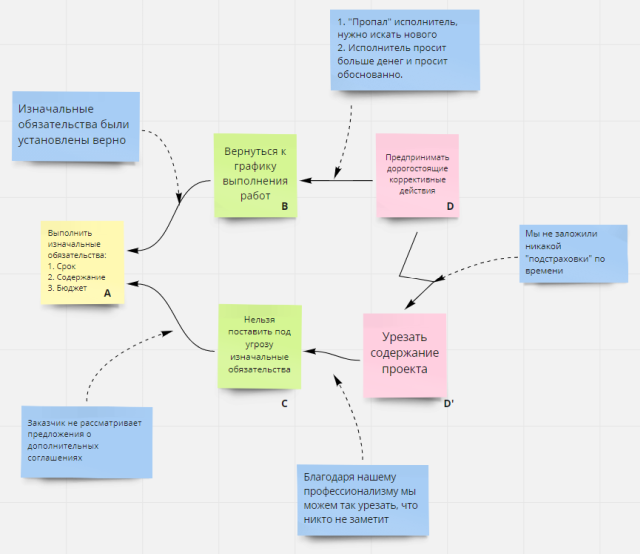 1. "Пропал" исполнитель,
нужно искать нового
2. Исполнитель просит
больше денег и просит
обоснованно.
Изначальные
обязательства были
установлены верно
Вернуться к
графику
выполнения
работ
B
Предпринимать
дорогостоящие
коррективные
действия
D
Выполнить
изначальные
обязательства:
1. Срок
2. Содержание
3. Бюджет
A
Мы не заложили
никакой
"подстраховки" по
времени
Нельзя
поставить под
угрозу
изначальные
обязательства
C
Урезать
содержание
проекта
D'
Заказчик не рассматривает
предложения о
дополнительных
соглашениях
Благодаря нашему
профессионализму мы
можем так урезать, что
никто не заметит